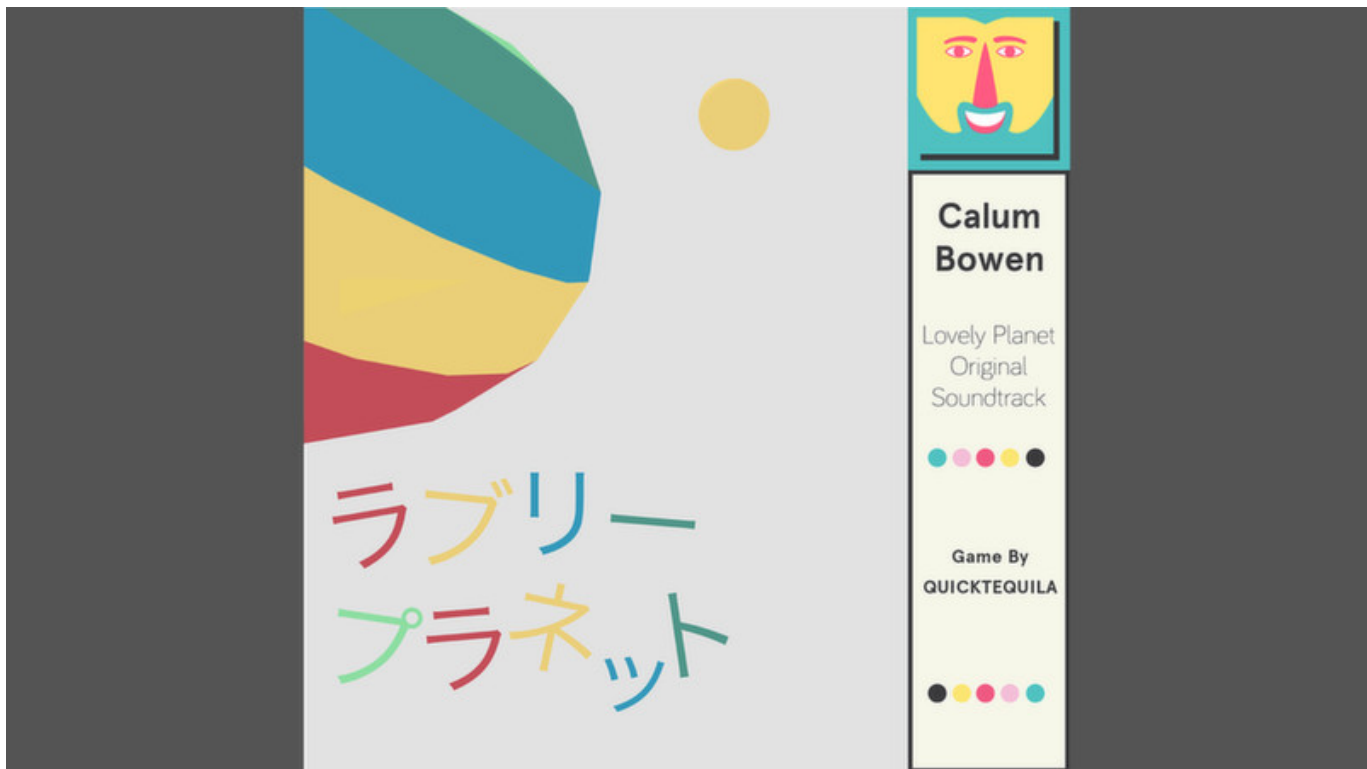 ラブリー
プラネット
Calum
Bowen
Lovely Planet
Original
Soundtrack
Game By
QUICKTEQUILA